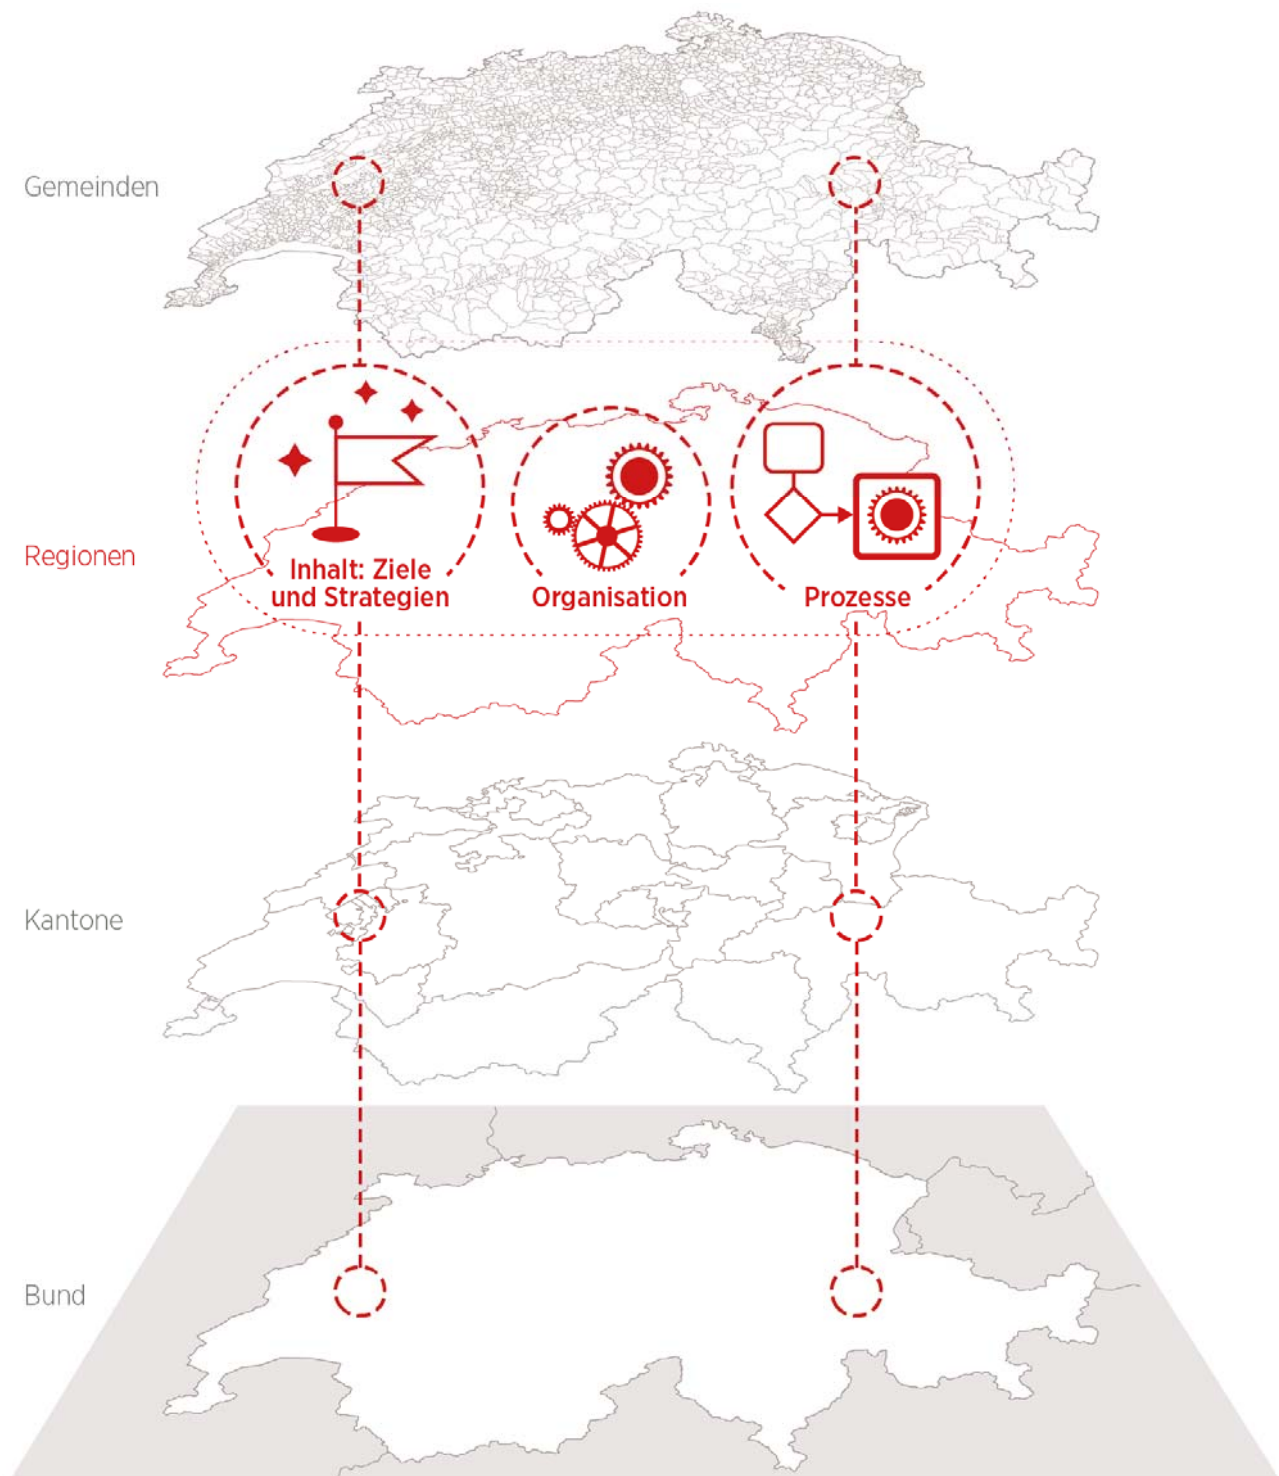 Gemeinden
Regionen
Inhalt: Ziele
und Strategien
Organisation
Prozesse
Kantone
Bund